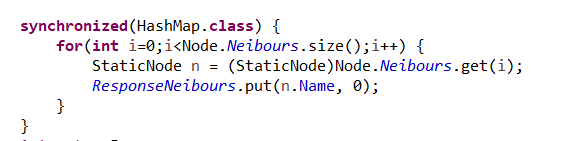 synchronized(HashMap.class) {
for(int i=0;i<Node.Neibours.size();i++) {
StaticNode n = (StaticNode)Node.Neibours.get(i);
ResponseNeibours.put(n.Name, 0);
}
}